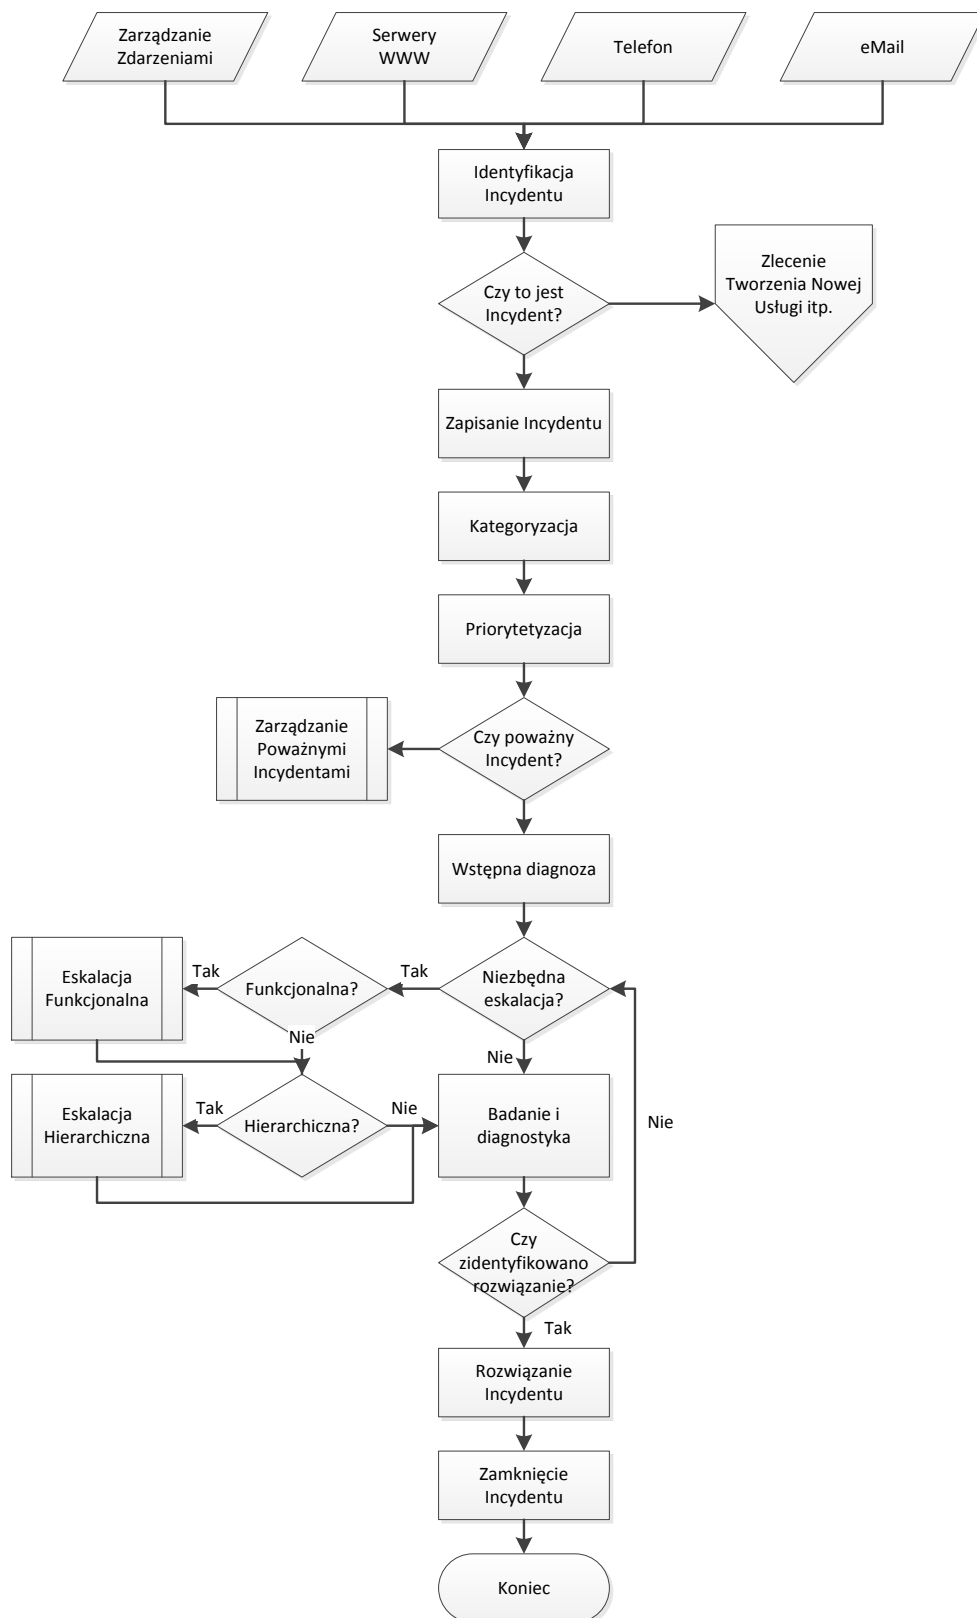 Zarządzanie
Zdarzeniami
Serwery
WWW
Telefon
eMail
Identyfikacja
Incydentu
Czy to jest
Incydent?
Zlecenie
Tworzenia Nowej
Usługi itp.
Zapisanie Incydentu
Kategoryzacja
Priorytetyzacja
Zarządzanie
Poważnymi
Incydentami
Czy poważny
Incydent?
Wstępna diagnoza
Eskalacja
Funkcjonalna
Tak
Funkcjonalna?
Tak
Niezbędna
eskalacja?
Nie
Nie
Eskalacja
Hierarchiczna
Tak
Hierarchiczna?
Nie
Badanie i
diagnostyka
Nie
Czy
zidentyfikowano
rozwiązanie?
Tak
Rozwiązanie
Incydentu
Zamknięcie
Incydentu
Koniec